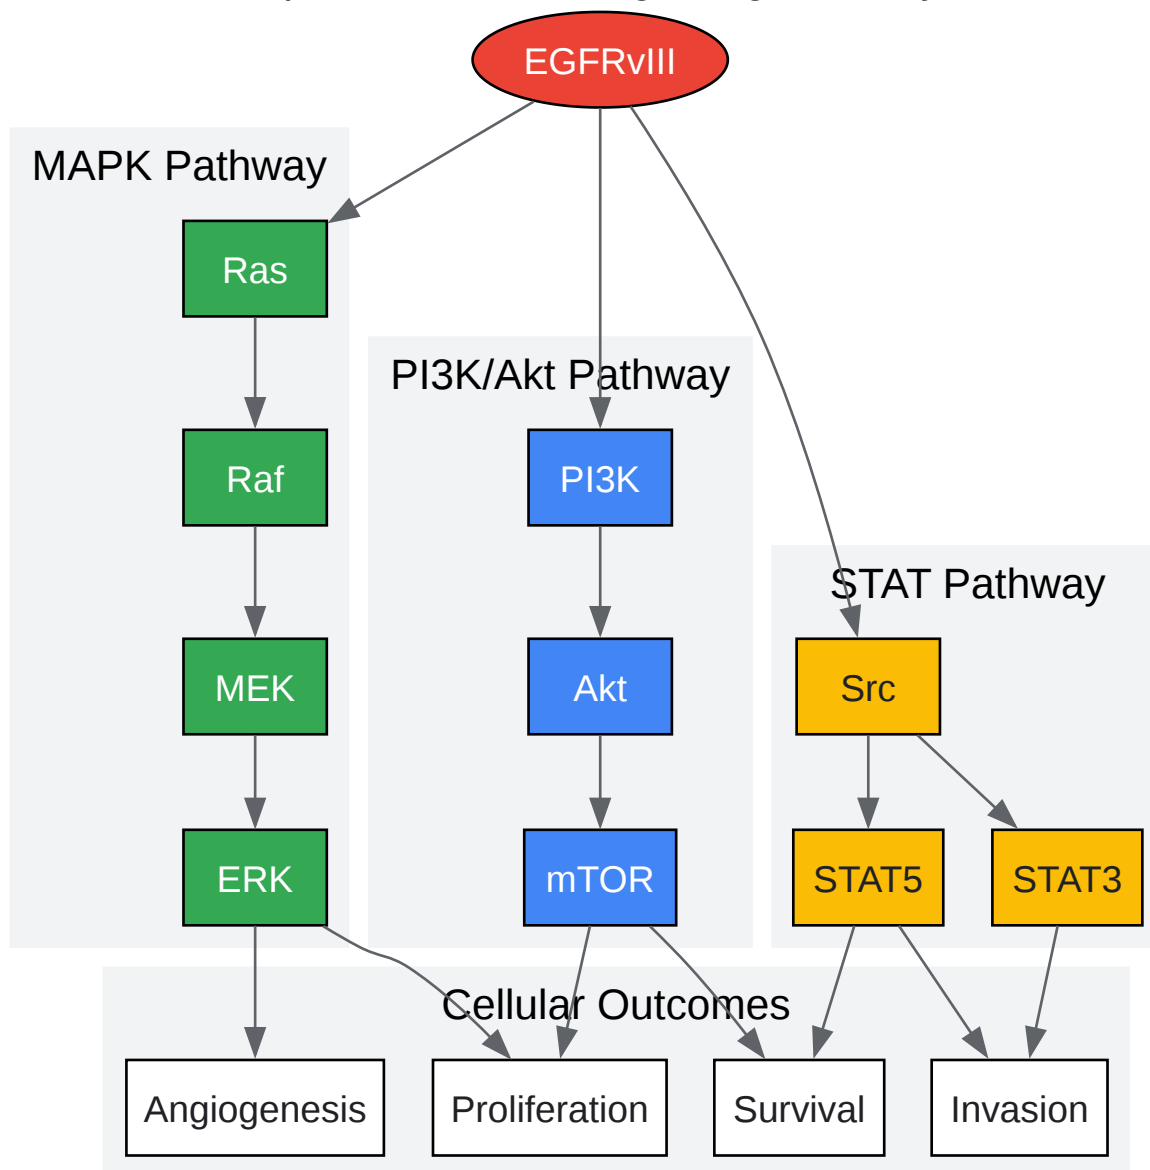 EGFRvIII
MAPK Pathway
Ras
PI3K/Akt Pathway
Raf
PI3K
STAT Pathway
MEK
Akt
Src
ERK
mTOR
STAT5
STAT3
Cellular Outcomes
Angiogenesis
Proliferation
Survival
Invasion